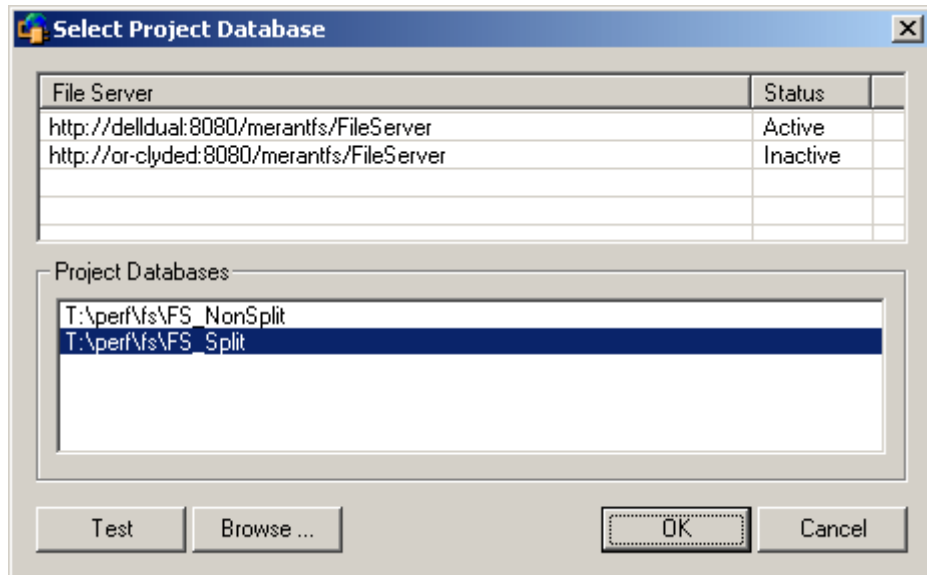 Select Project Database
File Server Status
http://delldual:8080/merantfs/FileServer Active
http://or-clyded:8080/merantfs/FileServer Inactive
Project Databases
T:\perf\fs\FS_NonSplit
T:\perf\fs\FS_Split
Test Browse ... OK Cancel